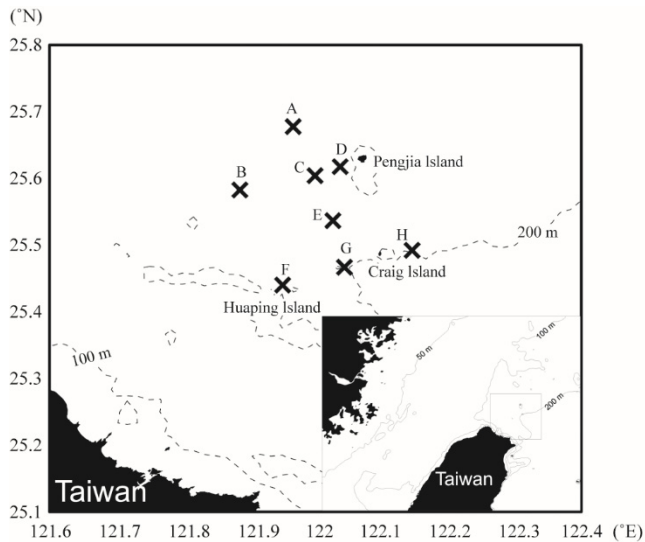 (°N)
25.8
25.7
25.6
25.5
25.4
25.3
25.2
25.1
A
B
C
D
Pengjia Island
E
200 m
H
G
Craig Island
F
Huaping Island
100 m
Taiwan
50 m
100 m
200 m
Taiwan
121.6 121.7 121.8 121.9 122 122.1 122.2 122.3 122.4 (°E)